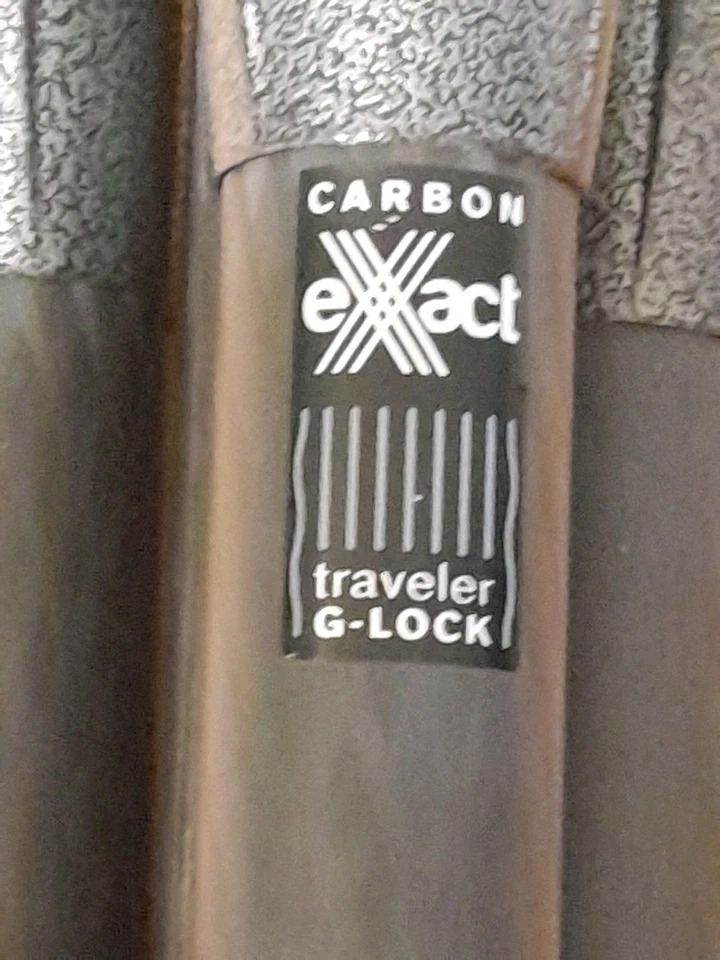 CARBON
eXact
traveler
G-LOCK